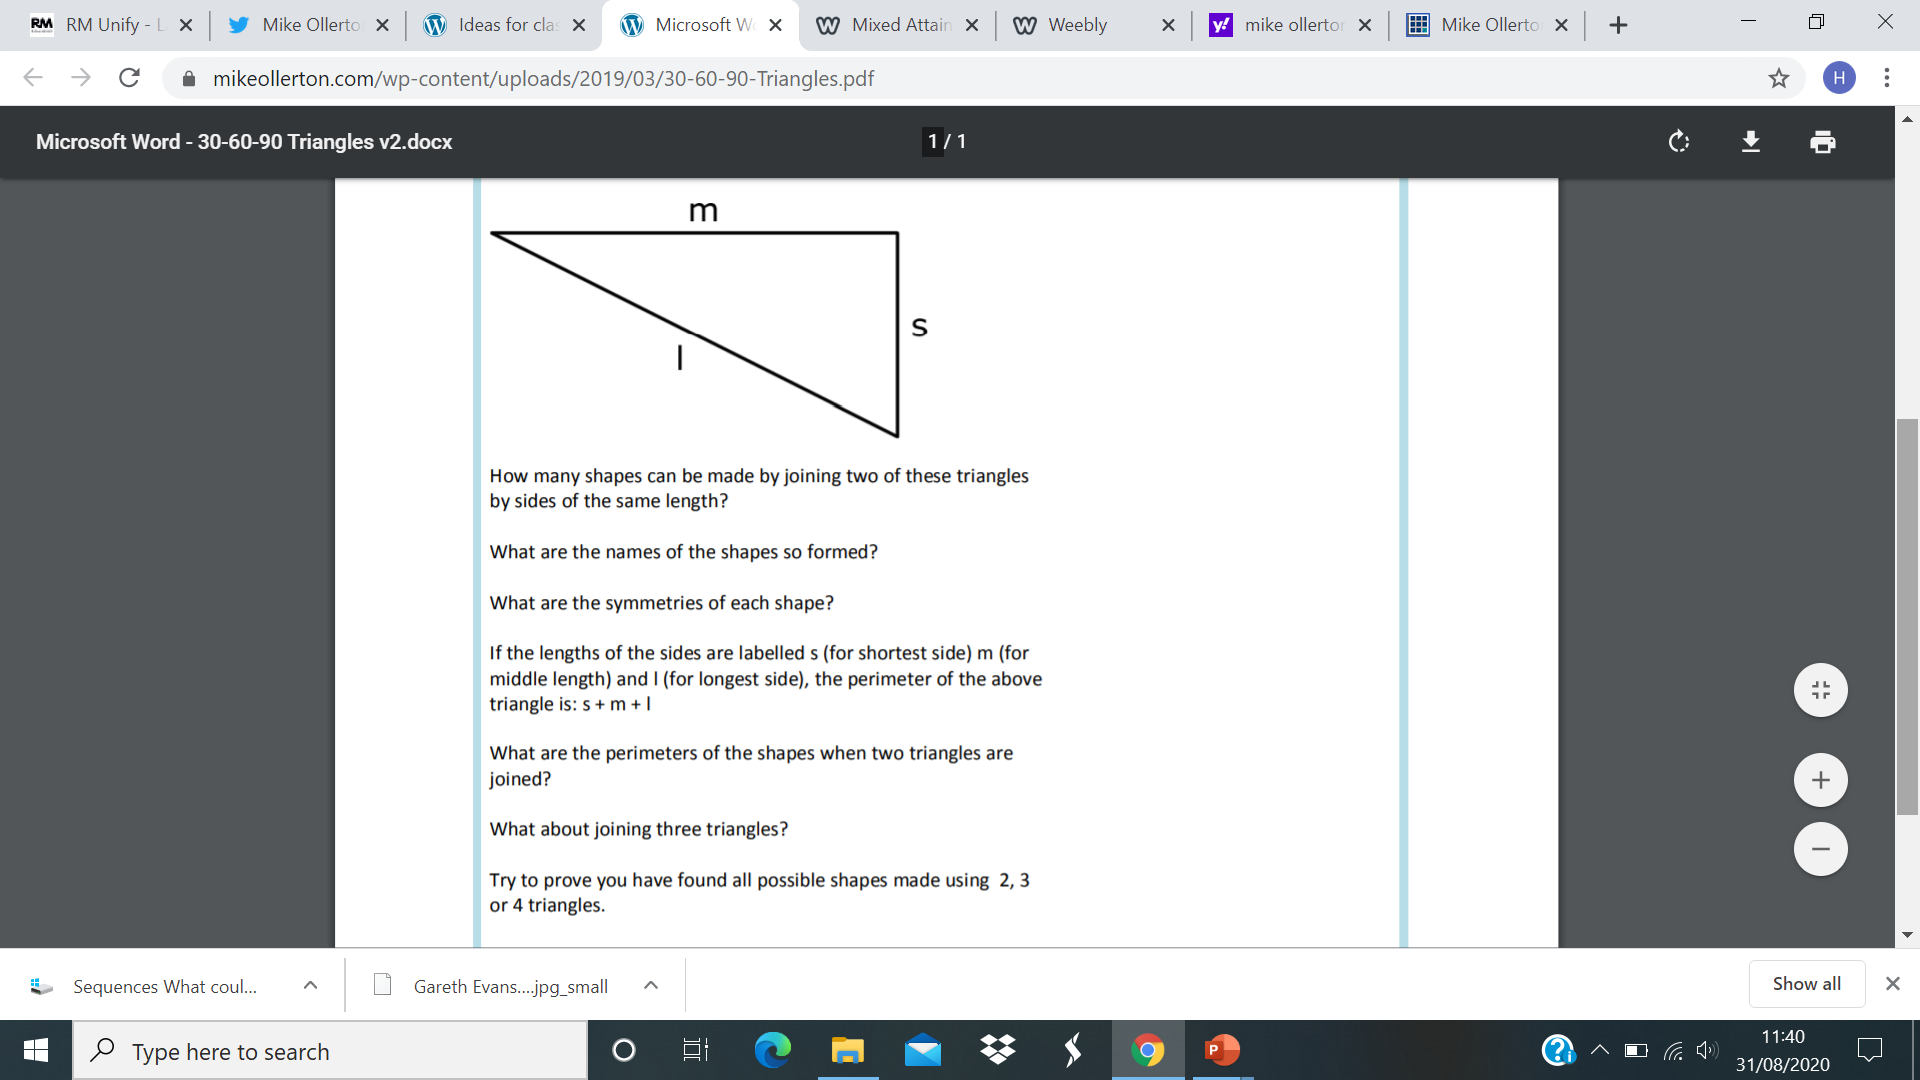 RM Unify - L
Mike Ollerto
Ideas for clas
Microsoft Wo
Mixed Attain
Weebly
mike ollerton
Mike Ollerto
mikeollerton.com/wp-content/uploads/2019/03/30-60-90-Triangles.pdf
H
Microsoft Word - 30-60-90 Triangles v2.docx
1 / 1
m
s
l
How many shapes can be made by joining two of these triangles
by sides of the same length?
What are the names of the shapes so formed?
What are the symmetries of each shape?
If the lengths of the sides are labelled s (for shortest side) m (for
middle length) and l (for longest side), the perimeter of the above
triangle is: s + m + l
What are the perimeters of the shapes when two triangles are
joined?
What about joining three triangles?
Try to prove you have found all possible shapes made using  2, 3
or 4 triangles.
Sequences What coul...
Gareth Evans....jpg_small
Show all
Type here to search
11:40
31/08/2020